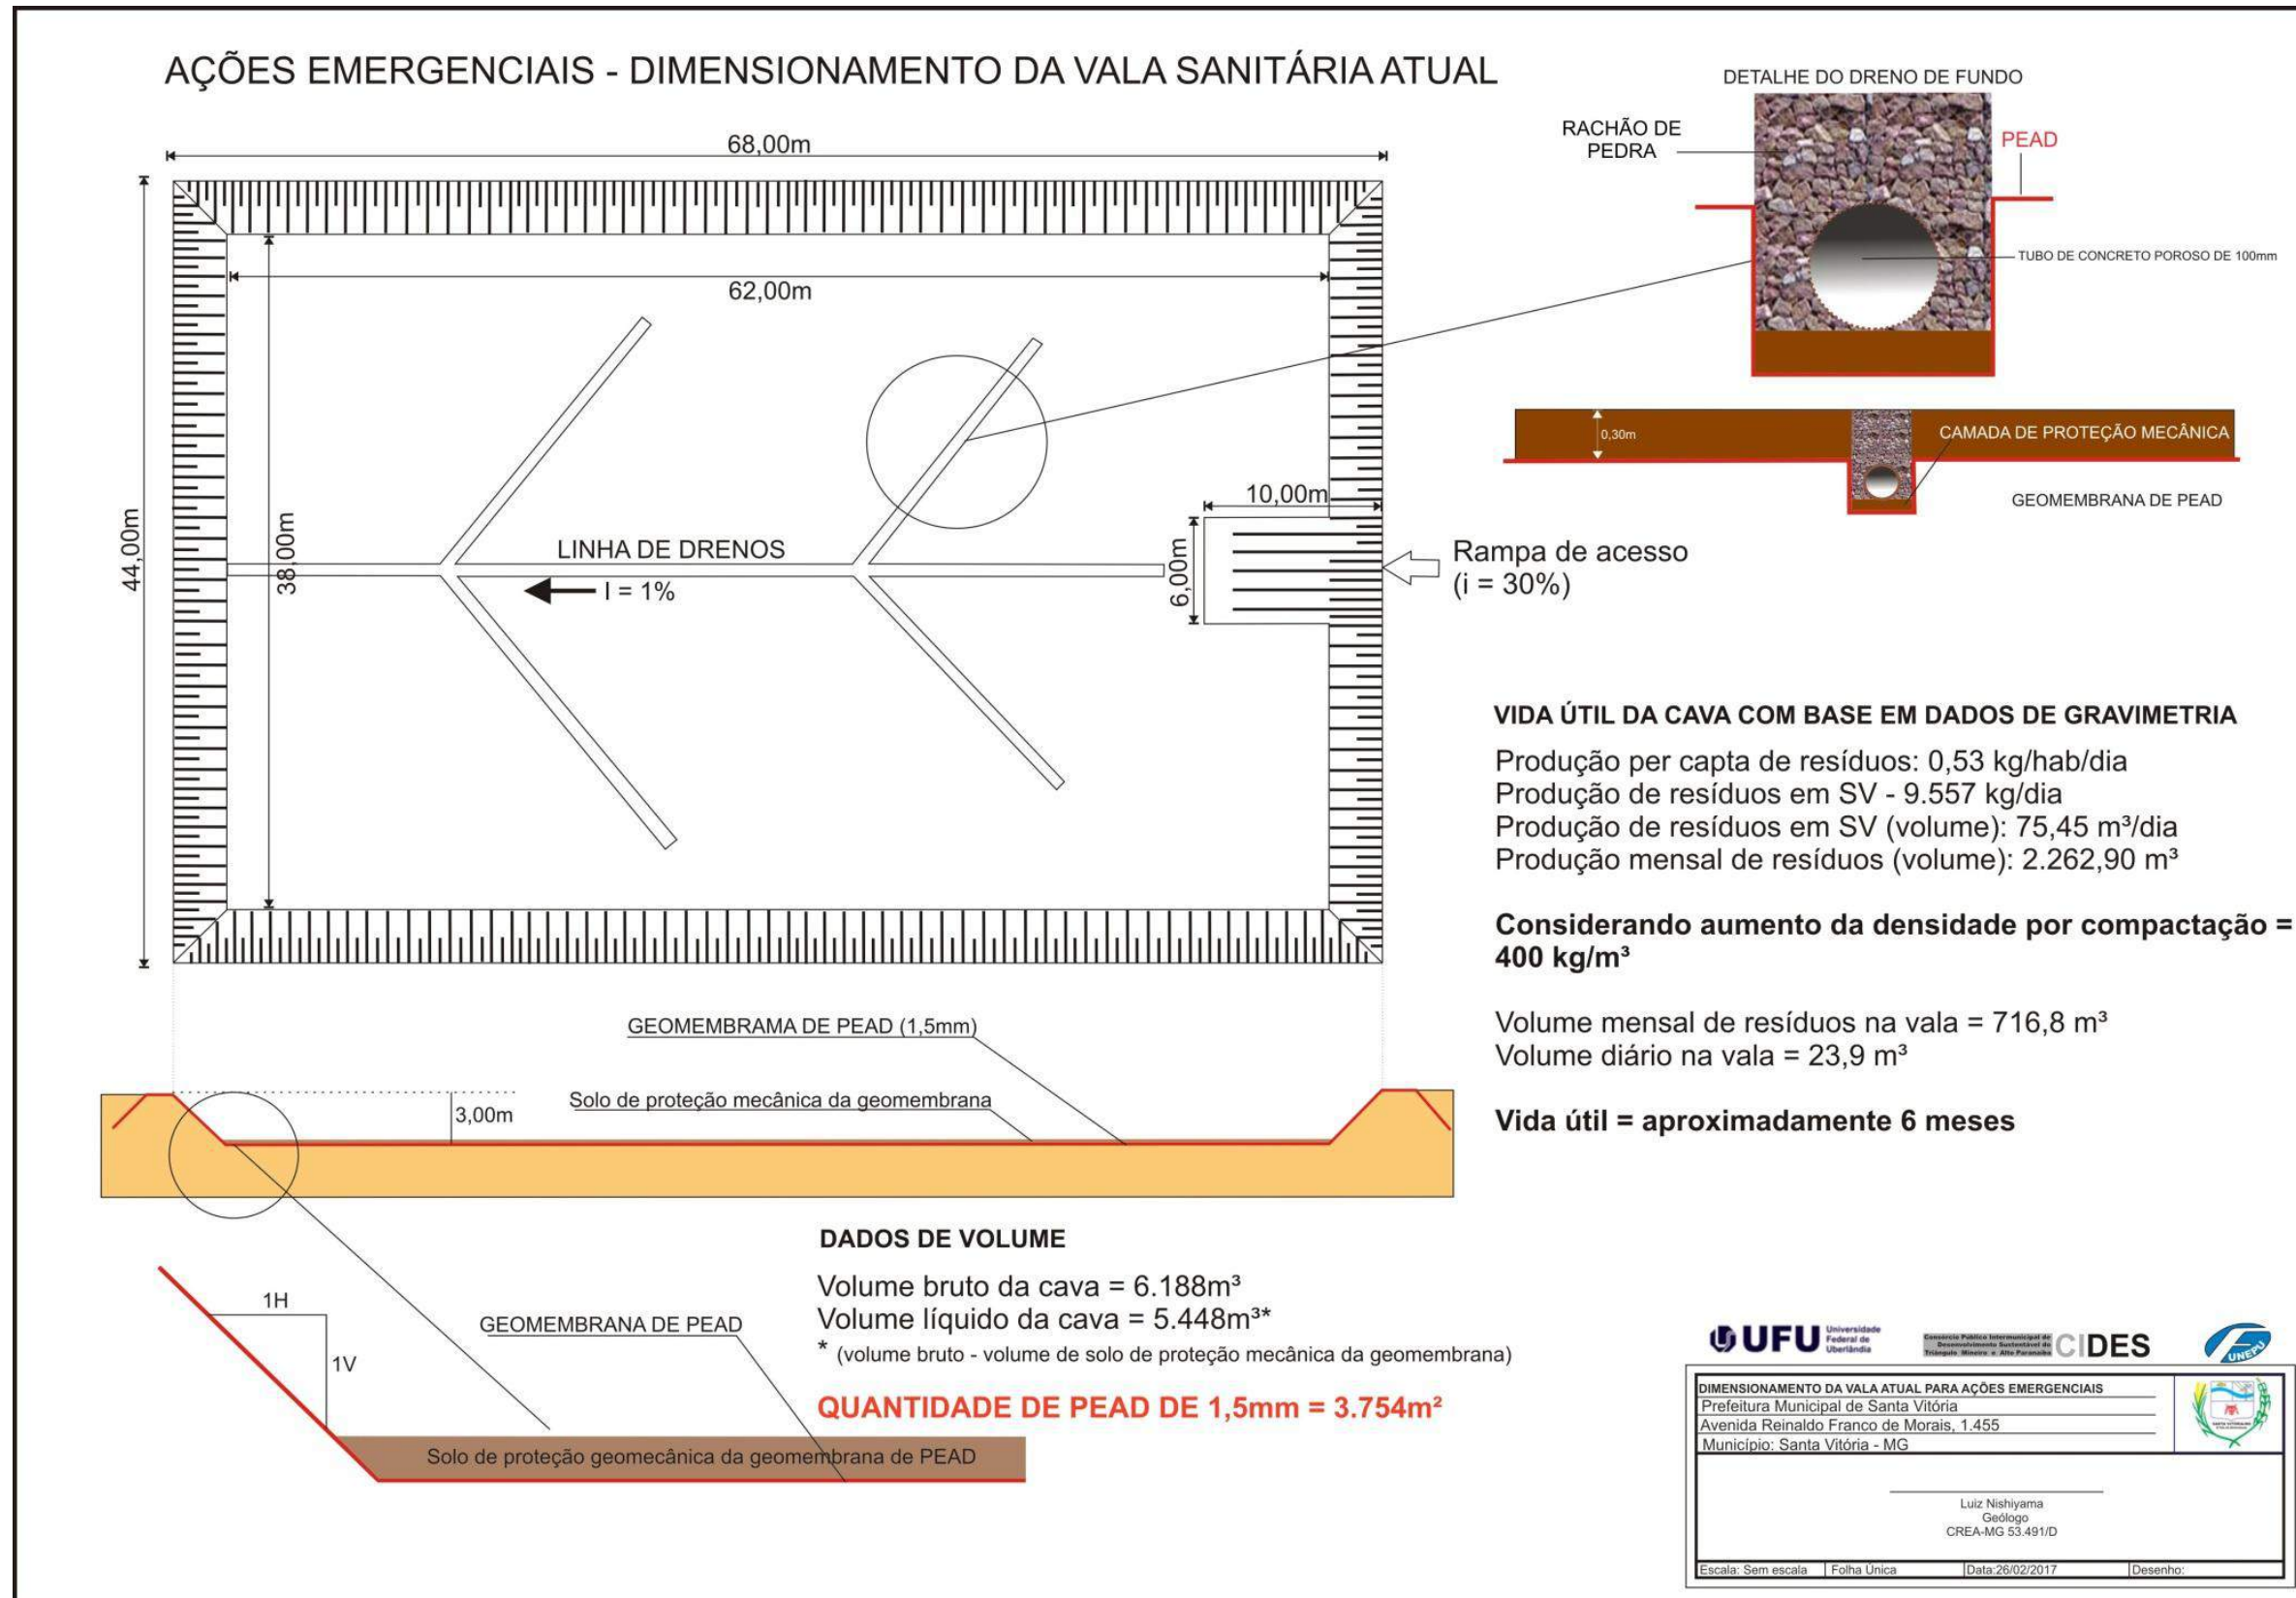 AÇÕES EMERGENCIAIS - DIMENSIONAMENTO DA VALA SANITÁRIA ATUAL
68,00m
62,00m
44,00m
38,00m
LINHA DE DRENOS
I = 1%
10,00m
6,00m
Rampa de acesso
(i = 30%)
DETALHE DO DRENO DE FUNDO
RACHÃO DE
PEDRA
PEAD
TUBO DE CONCRETO POROSO DE 100mm
0,30m
CAMADA DE PROTEÇÃO MECÂNICA
GEOMEMBRANA DE PEAD
VIDA ÚTIL DA CAVA COM BASE EM DADOS DE GRAVIMETRIA
Produção per capta de resíduos: 0,53 kg/hab/dia
Produção de resíduos em SV - 9.557 kg/dia
Produção de resíduos em SV (volume): 75,45 m³/dia
Produção mensal de resíduos (volume): 2.262,90 m³
Considerando aumento da densidade por compactação =
400 kg/m³
Volume mensal de resíduos na vala = 716,8 m³
Volume diário na vala = 23,9 m³
Vida útil = aproximadamente 6 meses
GEOMEMBRAMA DE PEAD (1,5mm)
Solo de proteção mecânica da geomembrana
3,00m
1H
1V
GEOMEMBRANA DE PEAD
Solo de proteção geomecânica da geomembrana de PEAD
DADOS DE VOLUME
Volume bruto da cava = 6.188m³
Volume líquido da cava = 5.448m³*
* (volume bruto - volume de solo de proteção mecânica da geomembrana)
QUANTIDADE DE PEAD DE 1,5mm = 3.754m²
UFU
Universidade
Federal de
Uberlândia
Consórcio Público Intermunicipal de
Desenvolvimento Sustentável do
Triângulo Mineiro e Alto Paranaíba
CIDES
FUNEPU
DIMENSIONAMENTO DA VALA ATUAL PARA AÇÕES EMERGENCIAIS
Prefeitura Municipal de Santa Vitória
Avenida Reinaldo Franco de Morais, 1.455
Município: Santa Vitória - MG
Luiz Nishiyama
Geólogo
CREA-MG 53.491/D
Escala: Sem escala
Folha Única
Data:26/02/2017
Desenho: